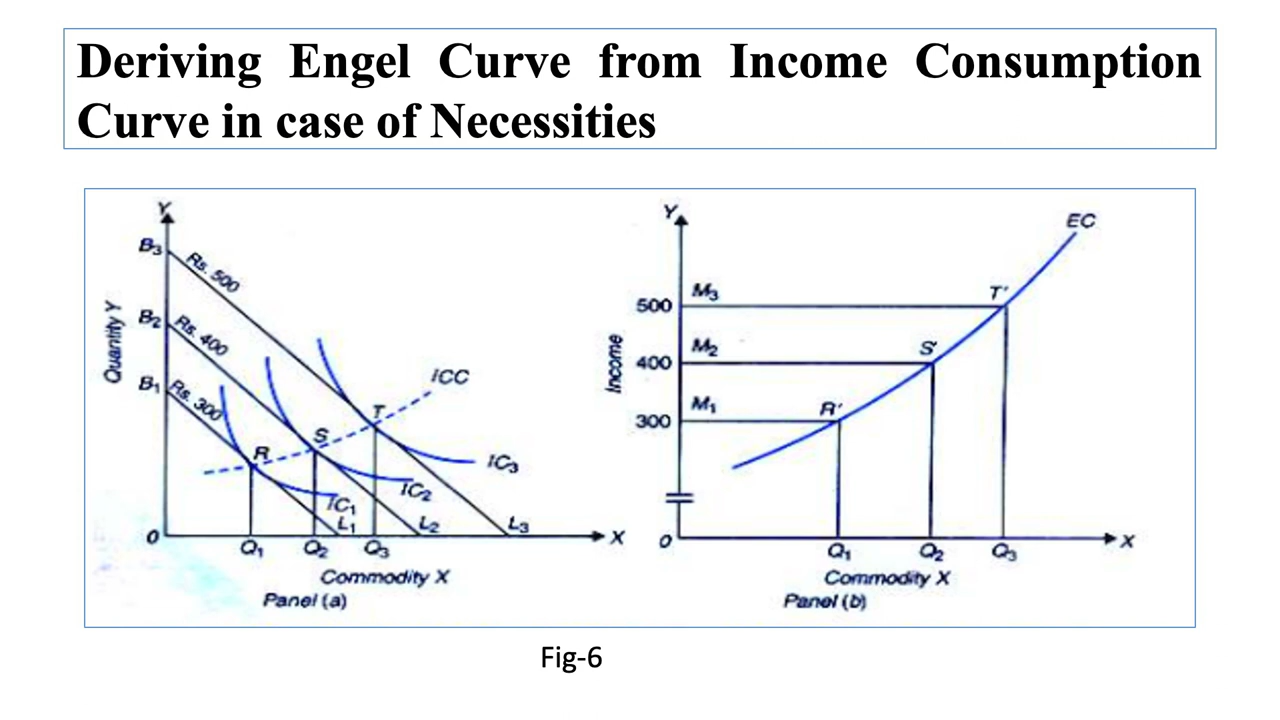 Deriving Engel Curve from Income Consumption
Curve in case of Necessities
Y
B3
Rs. 500
B2
Rs. 400
B1
Rs. 300
Quantity Y
ICC
T
S
R
IC3
IC2
IC1
L1
L2
L3
O
Q1
Q2
Q3
X
Commodity X
Panel (a)
Y
EC
M3
T'
500
M2
S'
400
M1
R'
300
Income
O
Q1
Q2
Q3
X
Commodity X
Panel (b)
Fig-6